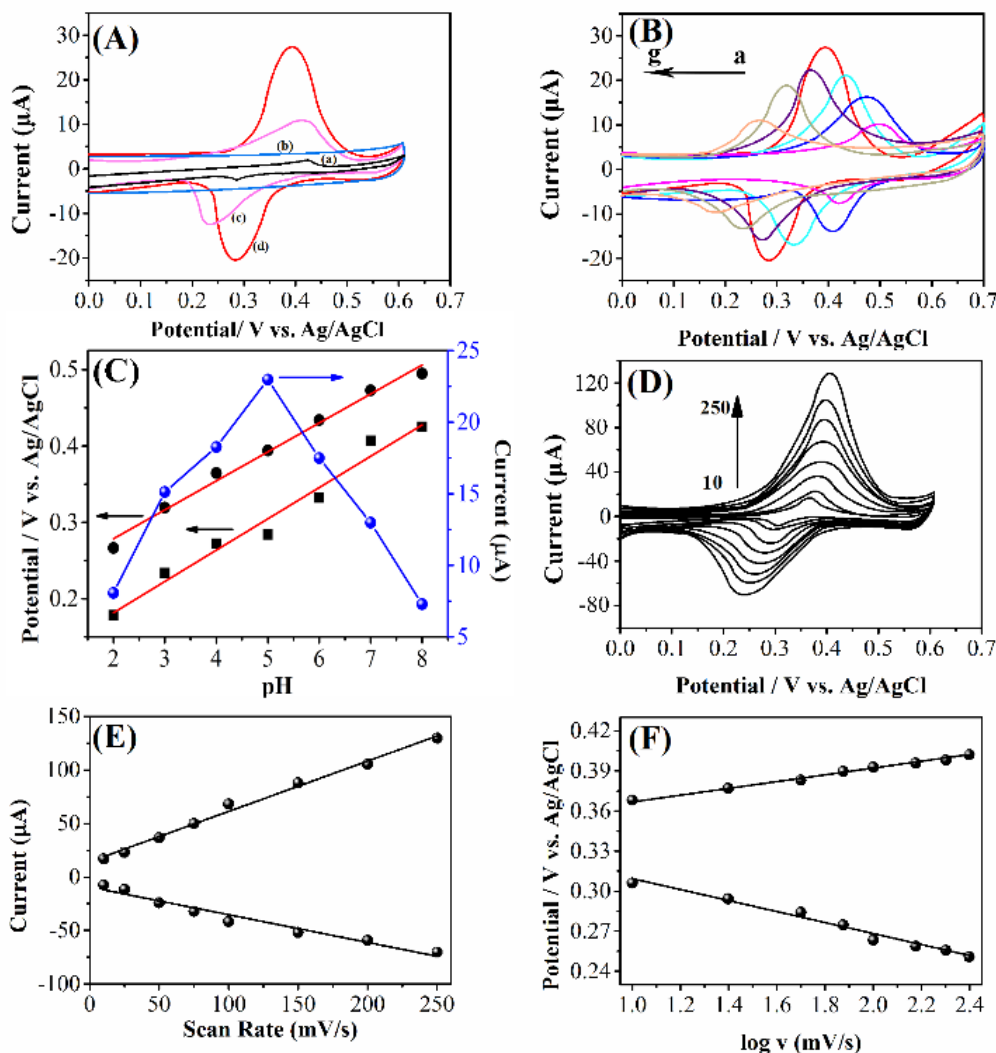 (A)
30
20
10
0
-10
-20
Current (μA)
(b)
(a)
(c)
(d)
0.0 0.1 0.2 0.3 0.4 0.5 0.6 0.7
Potential/ V vs. Ag/AgCl
(B)
g a
30
20
10
0
-10
-20
Current (μA)
0.0 0.1 0.2 0.3 0.4 0.5 0.6 0.7
Potential / V vs. Ag/AgCl
(C)
0.5
0.4
0.3
0.2
Potential / V vs. Ag/AgCl
25
20
15
10
5
Current (μA)
2 3 4 5 6 7 8
pH
(D)
250
10
120
80
40
0
-40
-80
Current (μA)
0.0 0.1 0.2 0.3 0.4 0.5 0.6 0.7
Potential / V vs. Ag/AgCl
(E)
150
100
50
0
-50
-100
Current (μA)
0 50 100 150 200 250
Scan Rate (mV/s)
(F)
0.42
0.39
0.36
0.33
0.30
0.27
0.24
Potential / V vs. Ag/AgCl
1.0 1.2 1.4 1.6 1.8 2.0 2.2 2.4
log v (mV/s)